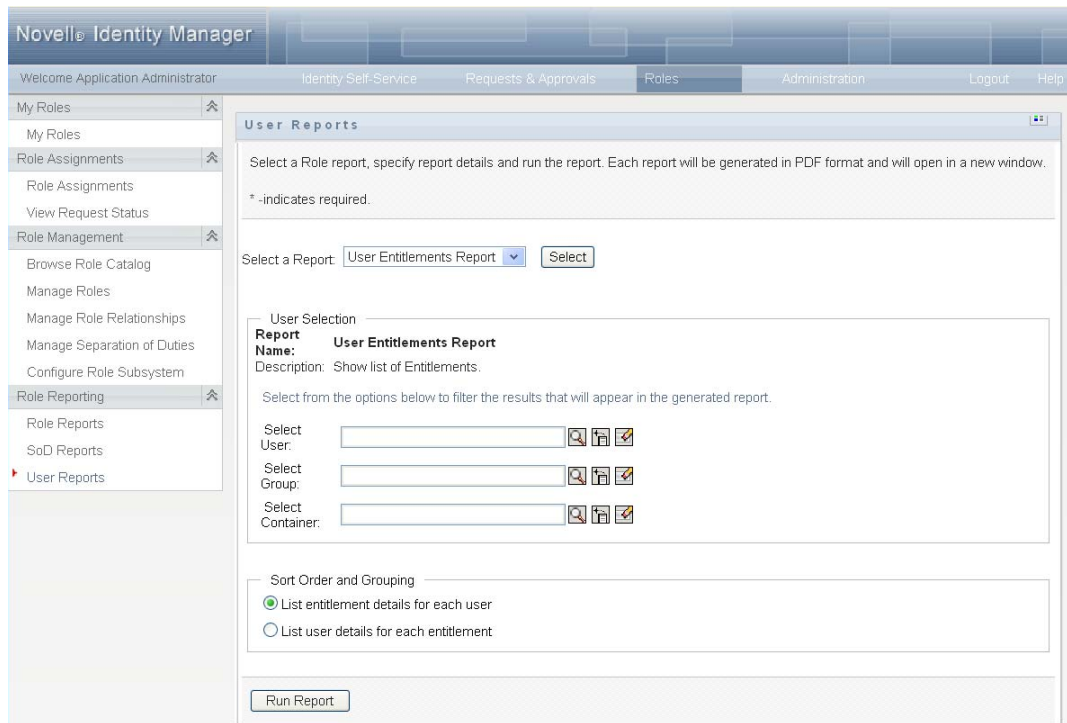 Novell® Identity Manager
Welcome Application Administrator
Identity Self-Service Requests & Approvals Roles Administration Logout Help
My Roles
My Roles
Role Assignments
Role Assignments
View Request Status
Role Management
Browse Role Catalog
Manage Roles
Manage Role Relationships
Manage Separation of Duties
Configure Role Subsystem
Role Reporting
Role Reports
SoD Reports
User Reports
User Reports
Select a Role report, specify report details and run the report. Each report will be generated in PDF format and will open in a new window.
* -indicates required.
Select a Report: User Entitlements Report Select
User Selection
Report Name: User Entitlements Report
Description: Show list of Entitlements.
Select from the options below to filter the results that will appear in the generated report.
Select
User:
Select
Group:
Select
Container:
Sort Order and Grouping
List entitlement details for each user
List user details for each entitlement
Run Report